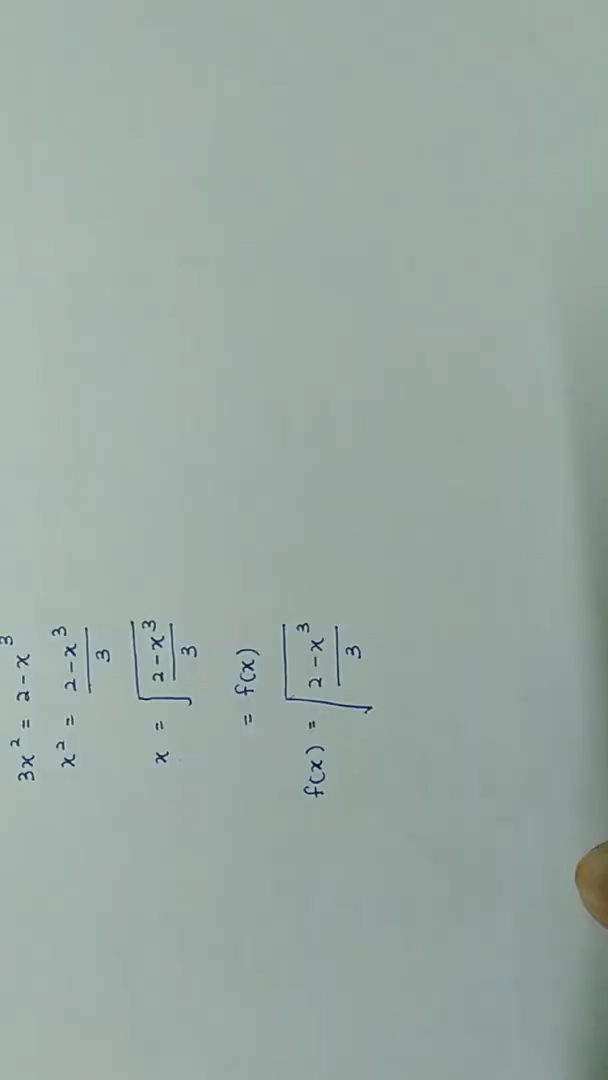 3x² = 2 - x³
x² = 2 - x³ / 3
x = √(2 - x³ / 3)
= f(x)
f(x) = √(2 - x³ / 3)